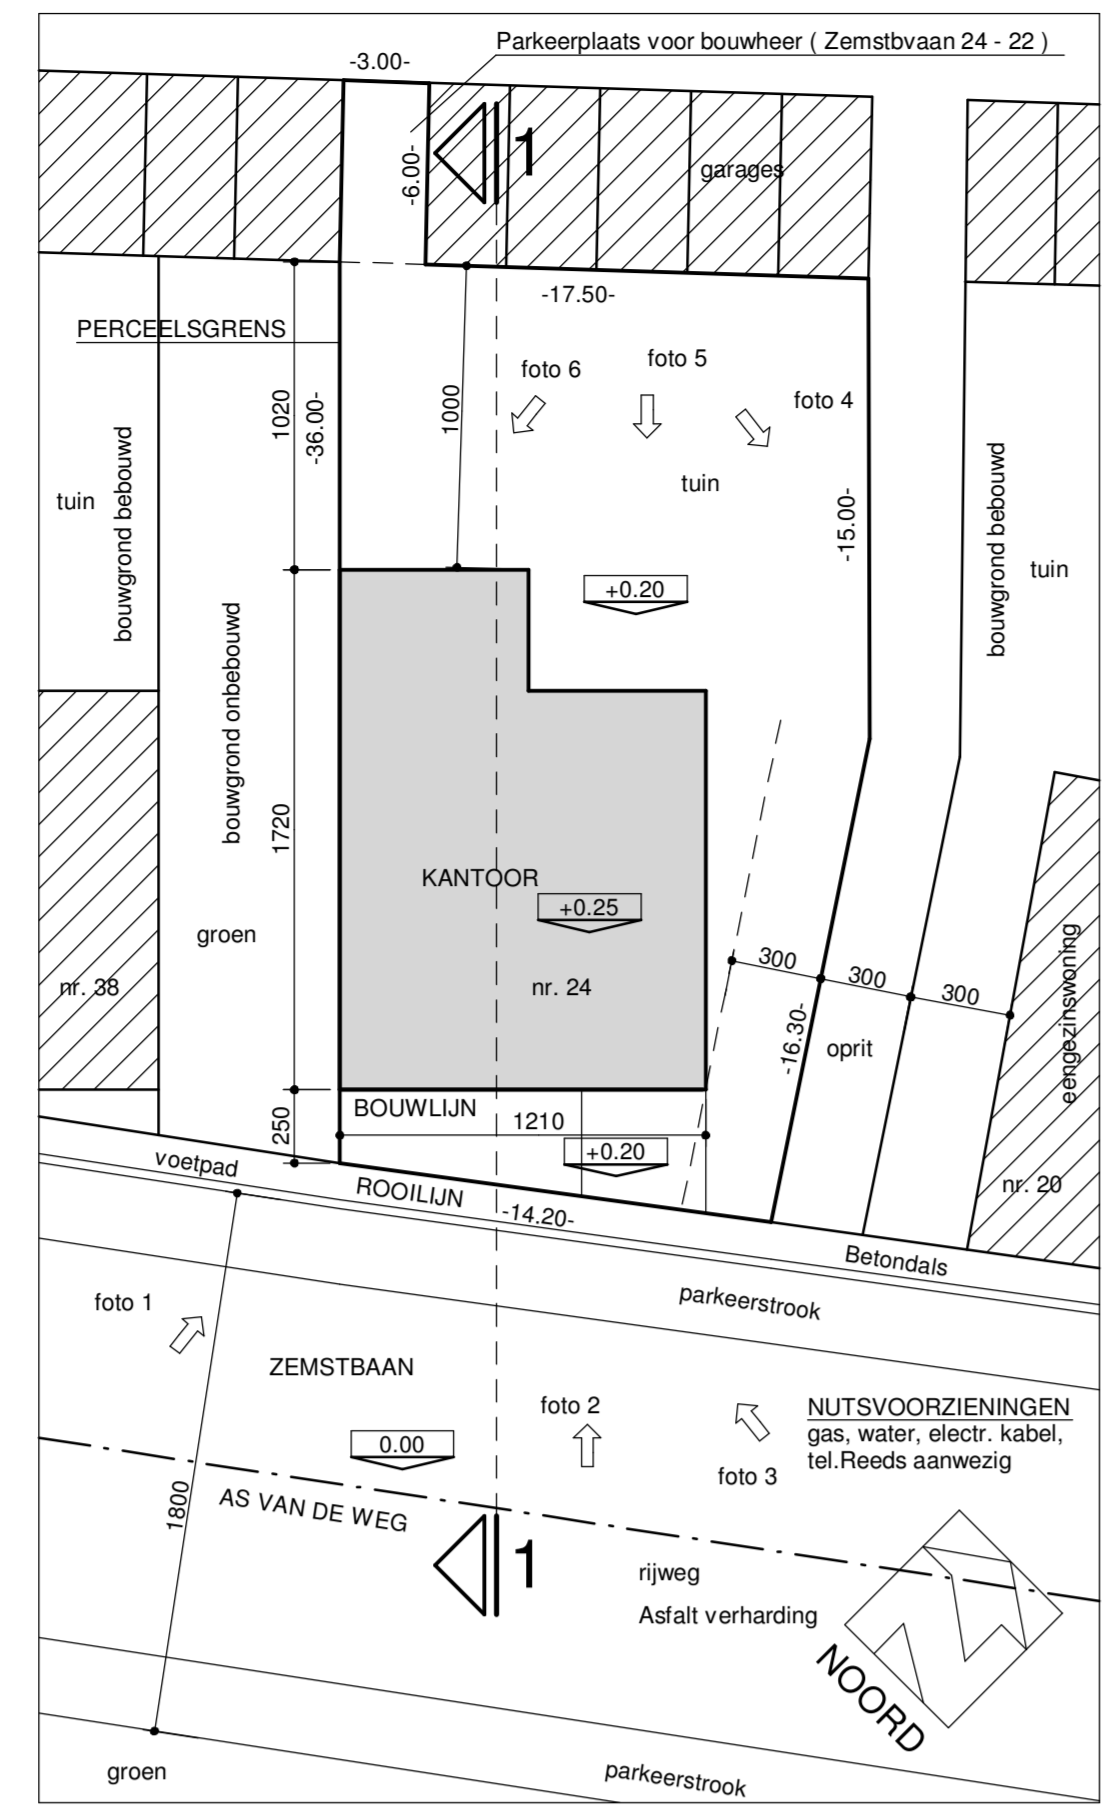 Parkeerplaats voor bouwheer ( Zemstbvaan 24 - 22 )
-3.00-
-6.00-
1
garages
-17.50-
PERCEELSGRENS
foto 6
foto 5
foto 4
1020
-36.00-
1000
tuin
bouwgrond bebouwd
tuin
-15.00-
bouwgrond bebouwd
tuin
+0.20
bouwgrond onbebouwd
1720
KANTOOR
+0.25
groen
nr. 38
nr. 24
300
300
300
-16.30-
oprit
eengezinswoning
BOUWLIJN
250
1210
+0.20
voetpad
ROOILIJN
-14.20-
nr. 20
Betondals
parkeerstrook
foto 1
ZEMSTBAAN
foto 2
NUTSVOORZIENINGEN
gas, water, electr. kabel,
tel.Reeds aanwezig
0.00
foto 3
1800
AS VAN DE WEG
1
rijweg
Asfalt verharding
NOORD
groen
parkeerstrook